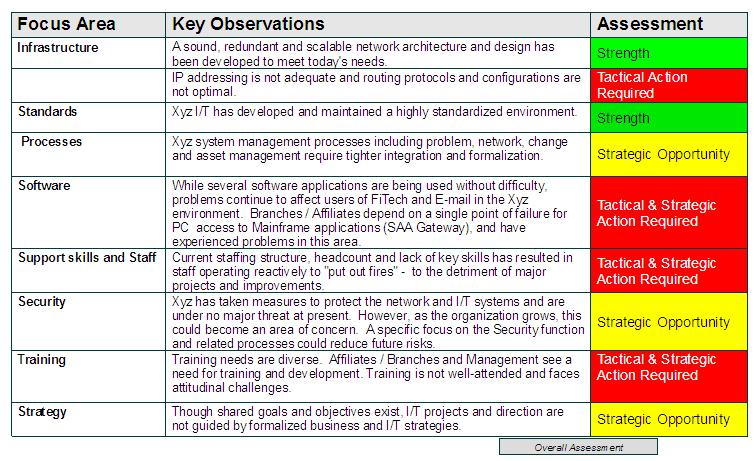 Focus Area Key Observations Assessment
Infrastructure A sound, redundant and scalable network architecture and design has
been developed to meet today's needs.
Strength
IP addressing is not adequate and routing protocols and configurations are
not optimal.
Tactical Action
Required
Standards Xyz I/T has developed and maintained a highly standardized environment.
Strength
Processes Xyz system management processes including problem, network, change
and asset management require tighter integration and formalization.
Strategic Opportunity
Software While several software applications are being used without difficulty,
problems continue to affect users of FiTech and E-mail in the Xyz
environment. Branches / Affiliates depend on a single point of failure for
PC access to Mainframe applications (SAA Gateway), and have
experienced problems in this area.
Tactical & Strategic
Action Required
Support skills and Staff Current staffing structure, headcount and lack of key skills has resulted in
staff operating reactively to "put out fires" - to the detriment of major
projects and improvements.
Tactical & Strategic
Action Required
Security Xyz has taken measures to protect the network and I/T systems and are
under no major threat at present. However, as the organization grows, this
could become an area of concern. A specific focus on the Security function
and related processes could reduce future risks.
Strategic Opportunity
Training Training needs are diverse. Affiliates / Branches and Management see a
need for training and development. Training is not well-attended and faces
attitudinal challenges.
Tactical & Strategic
Action Required
Strategy Though shared goals and objectives exist, I/T projects and direction are
not guided by formalized business and I/T strategies.
Strategic Opportunity
Overall Assessment